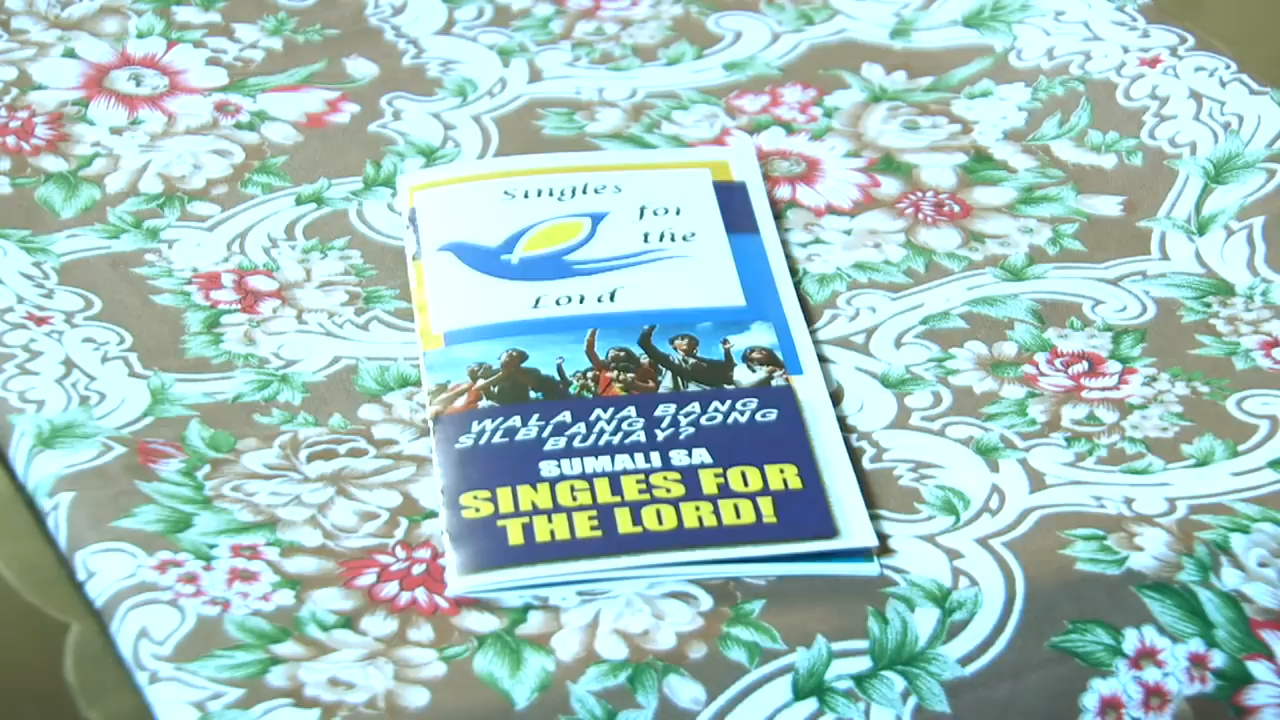 Singles
for
the
Lord
WALA NA BANG
SILBI ANG IYONG
BUHAY?
SUMALI SA
SINGLES FOR
THE LORD!